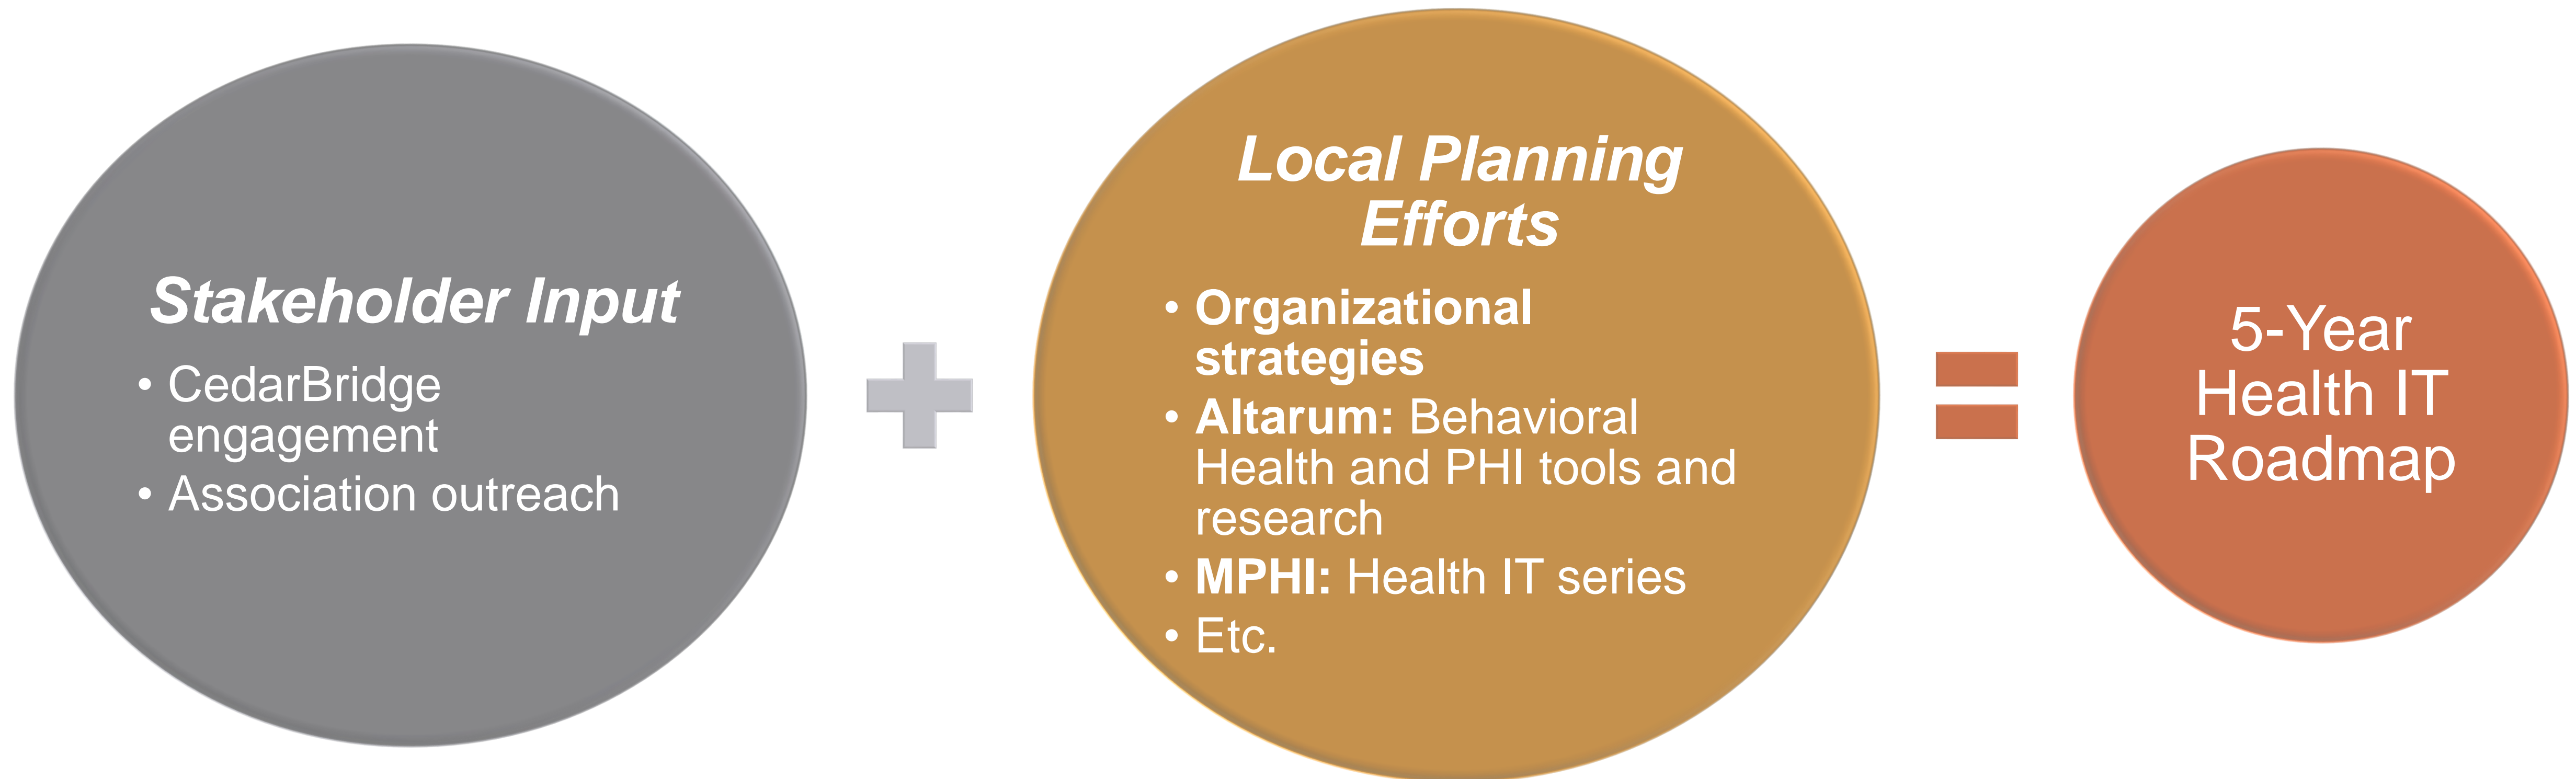 Stakeholder Input
• CedarBridge
engagement
• Association outreach
Local Planning
Efforts
• Organizational
strategies
• Altarum: Behavioral
Health and PHI tools and
research
• MPHI: Health IT series
• Etc.
5-Year
Health IT
Roadmap